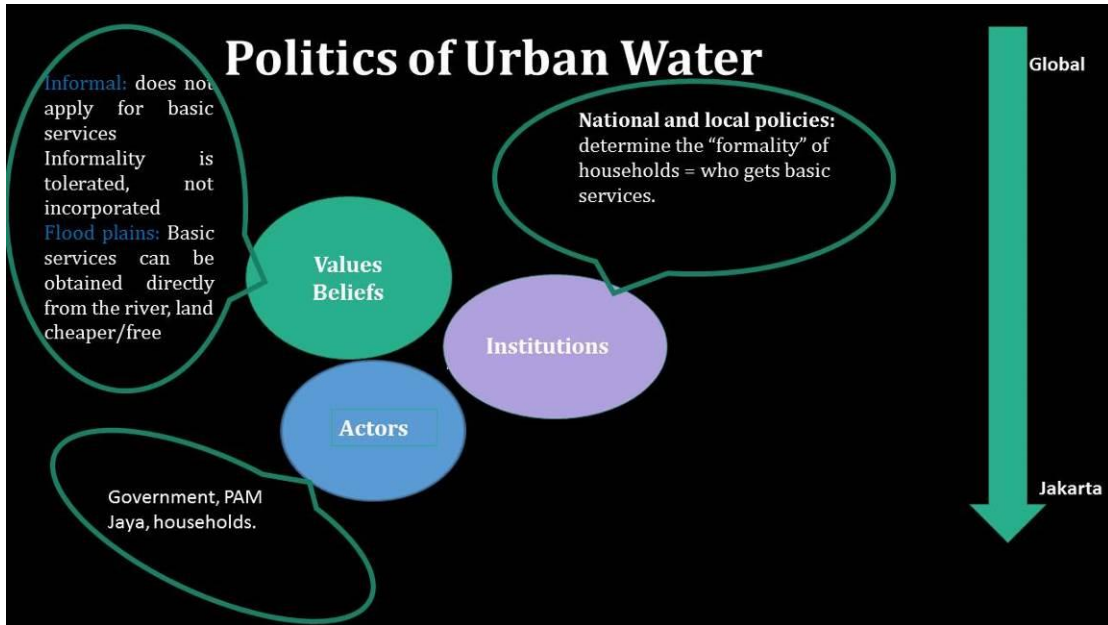 Politics of Urban Water
Informal: does not
apply for basic
services
Informality is
tolerated, not
incorporated
Flood plains: Basic
services can be
obtained directly
from the river, land
cheaper/free
National and local policies:
determine the “formality” of
households = who gets basic
services.
Values
Beliefs
Institutions
Actors
Government, PAM
Jaya, households.
Global
Jakarta